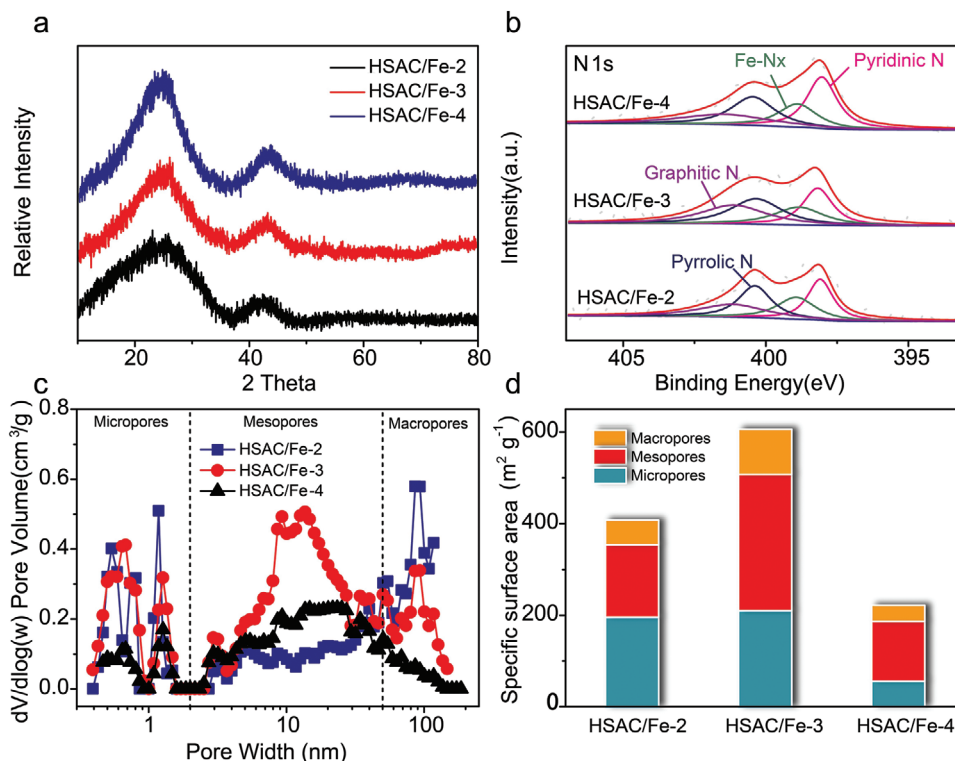 a
HSAC/Fe-2
HSAC/Fe-3
HSAC/Fe-4
Relative Intensity
20
40
60
80
2 Theta
b
N 1s
Fe-Nx
Pyridinic N
HSAC/Fe-4
Graphitic N
HSAC/Fe-3
Pyrrolic N
HSAC/Fe-2
Intensity(a.u.)
405
400
395
Binding Energy(eV)
c
Micropores
Mesopores
Macropores
HSAC/Fe-2
HSAC/Fe-3
HSAC/Fe-4
dV/dlog(w) Pore Volume(cm³/g)
0.8
0.6
0.4
0.2
0.0
1
10
100
Pore Width (nm)
d
Macropores
Mesopores
Micropores
Specific surface area (m² g⁻¹)
600
400
200
0
HSAC/Fe-2
HSAC/Fe-3
HSAC/Fe-4